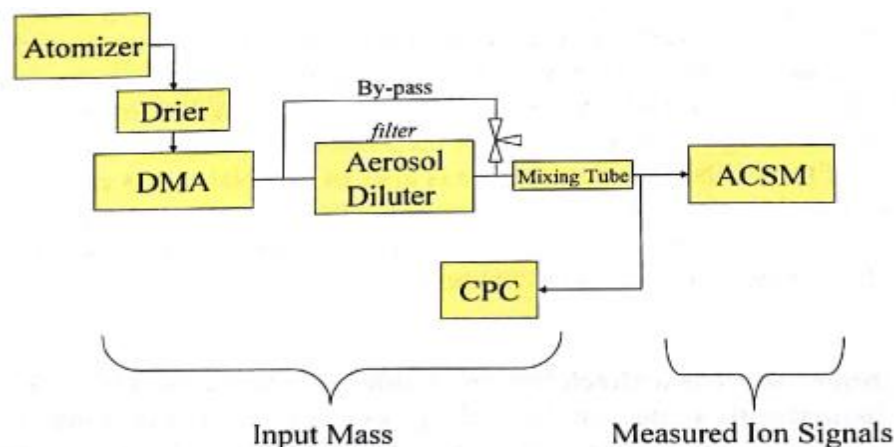 Atomizer
Drier
DMA
By-pass
filter
Aerosol
Diluter
Mixing Tube
ACSM
CPC
Input Mass
Measured Ion Signals